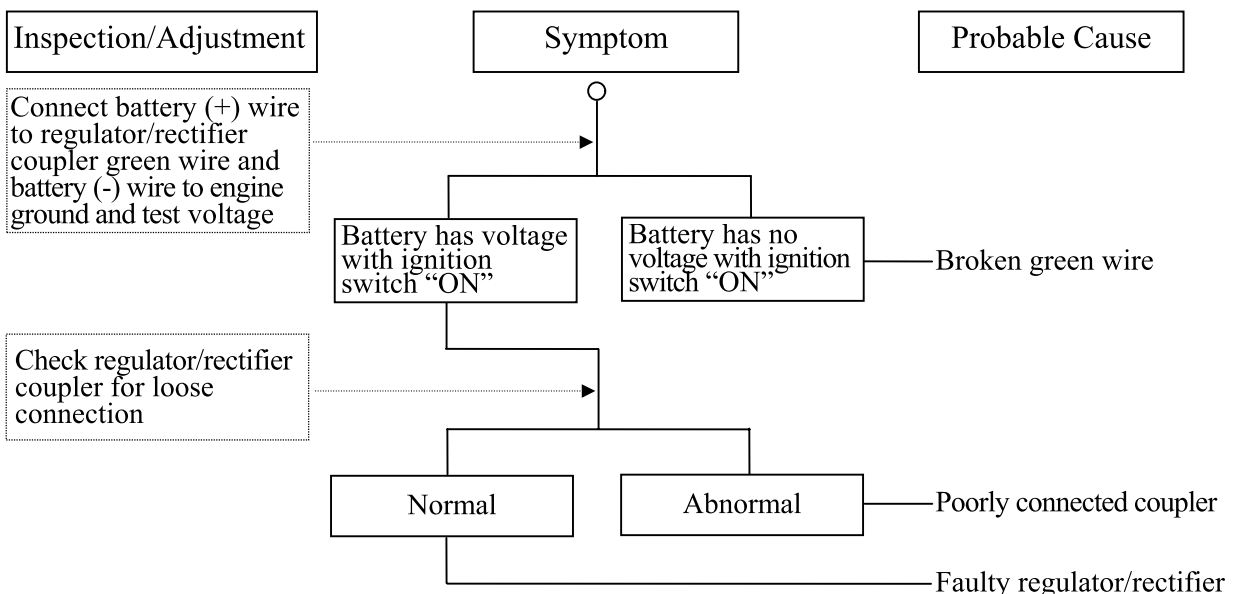 Inspection/Adjustment
Symptom
Probable Cause
Connect battery (+) wire
to regulator/rectifier
coupler green wire and
battery (-) wire to engine
ground and test voltage
Battery has voltage
with ignition
switch “ON”
Battery has no
voltage with ignition
switch “ON”
Broken green wire
Check regulator/rectifier
coupler for loose
connection
Normal
Abnormal
Poorly connected coupler
Faulty regulator/rectifier